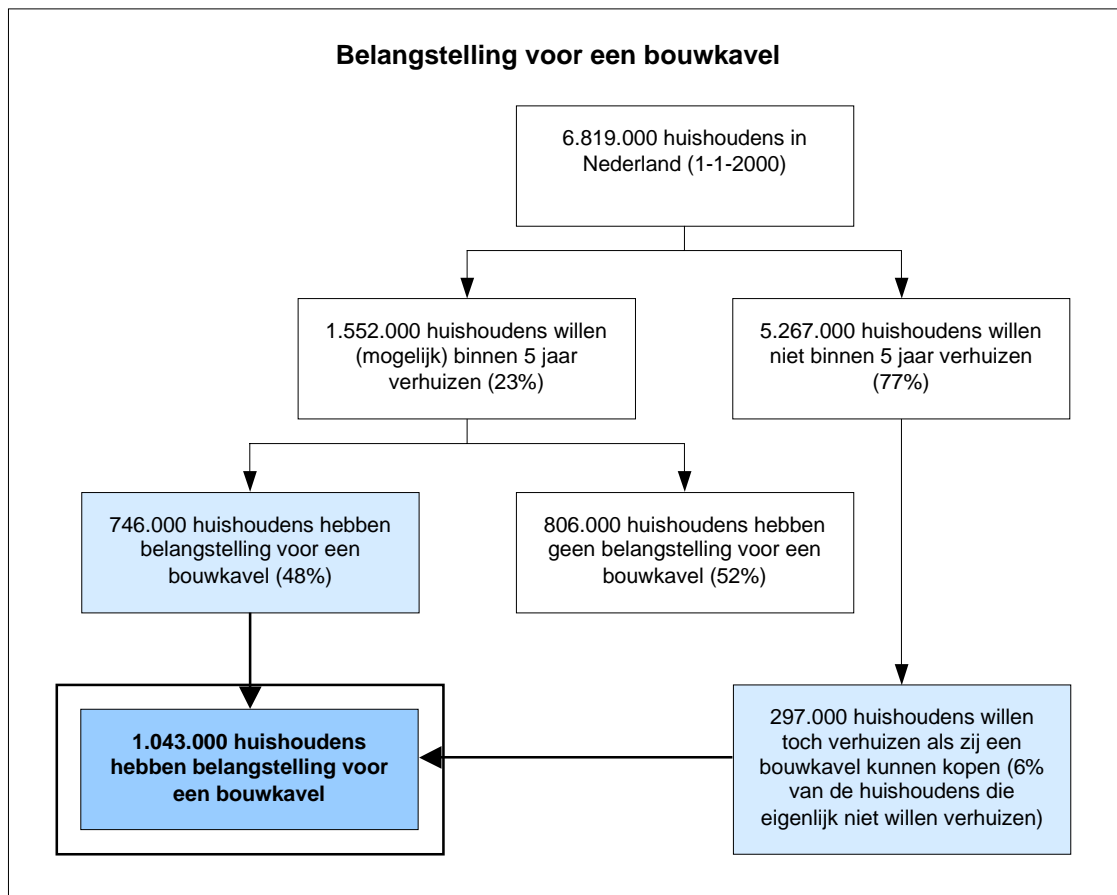 Belangstelling voor een bouwkavel
6.819.000 huishoudens in
Nederland (1-1-2000)
1.552.000 huishoudens willen
(mogelijk) binnen 5 jaar
verhuizen (23%)
5.267.000 huishoudens willen
niet binnen 5 jaar verhuizen
(77%)
746.000 huishoudens hebben
belangstelling voor een
bouwkavel (48%)
806.000 huishoudens hebben
geen belangstelling voor een
bouwkavel (52%)
1.043.000 huishoudens
hebben belangstelling voor
een bouwkavel
297.000 huishoudens willen
toch verhuizen als zij een
bouwkavel kunnen kopen (6%
van de huishoudens die
eigenlijk niet willen verhuizen)